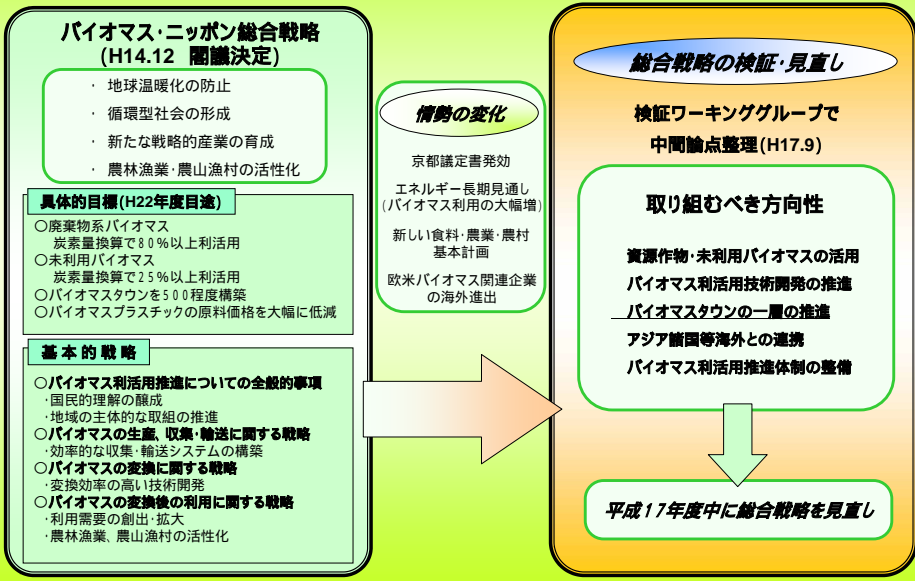 バイオマス・ニッポン総合戦略
(H14.12 閣議決定)
・ 地球温暖化の防止
・ 循環型社会の形成
・ 新たな戦略的産業の育成
・ 農林漁業・農山漁村の活性化
具体的目標(H22年度目途)
○廃棄物系バイオマス
炭素量換算で80%以上利活用
○未利用バイオマス
炭素量換算で25%以上利活用
○バイオマスタウンを500程度構築
○バイオマスプラスチックの原料価格を大幅に低減
基本的戦略
○バイオマス利活用推進についての全般的事項
・国民的理解の醸成
・地域の主体的な取組の推進
○バイオマスの生産、収集・輸送に関する戦略
・効率的な収集・輸送システムの構築
○バイオマスの変換に関する戦略
・変換効率の高い技術開発
○バイオマスの変換後の利用に関する戦略
・利用需要の創出・拡大
・農林漁業、農山漁村の活性化
情勢の変化
京都議定書発効
エネルギー長期見通し
(バイオマス利用の大幅増)
新しい食料・農業・農村
基本計画
欧米バイオマス関連企業
の海外進出
総合戦略の検証・見直し
検証ワーキンググループで
中間論点整理(H17.9)
取り組むべき方向性
資源作物・未利用バイオマスの活用
バイオマス利活用技術開発の推進
バイオマスタウンの一層の推進
アジア諸国等海外との連携
バイオマス利活用推進体制の整備
平成17年度中に総合戦略を見直し